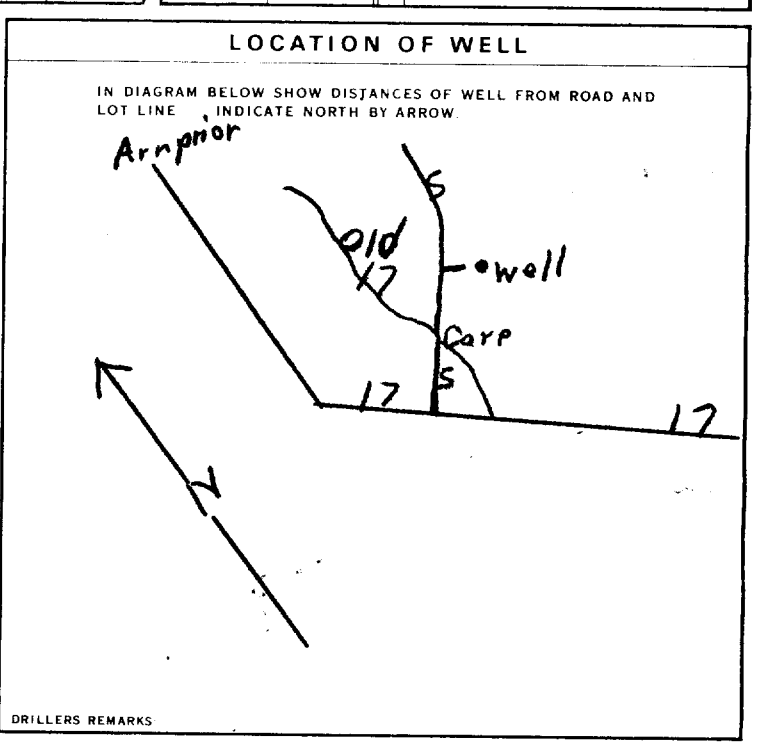 LOCATION OF WELL
IN DIAGRAM BELOW SHOW DISTANCES OF WELL FROM ROAD AND
LOT LINE INDICATE NORTH BY ARROW.
Arnprior
5
old
17
well
Carp
5
17
17
N
DRILLERS REMARKS